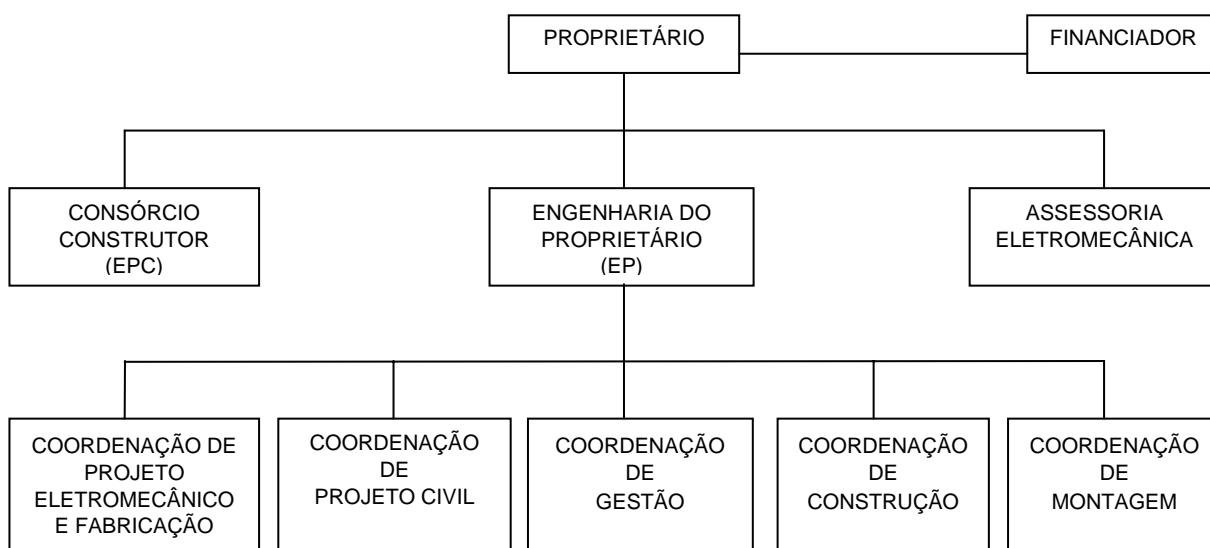 PROPRIETÁRIO
FINANCIADOR
CONSÓRCIO
CONSTRUTOR
(EPC)
ENGENHARIA DO
PROPRIETÁRIO
(EP)
ASSESSORIA
ELETROMECÂNICA
COORDENAÇÃO DE
PROJETO
ELETROMECÂNICO
E FABRICAÇÃO
COORDENAÇÃO
DE
PROJETO CIVIL
COORDENAÇÃO
DE
GESTÃO
COORDENAÇÃO
DE
CONSTRUÇÃO
COORDENAÇÃO
DE
MONTAGEM